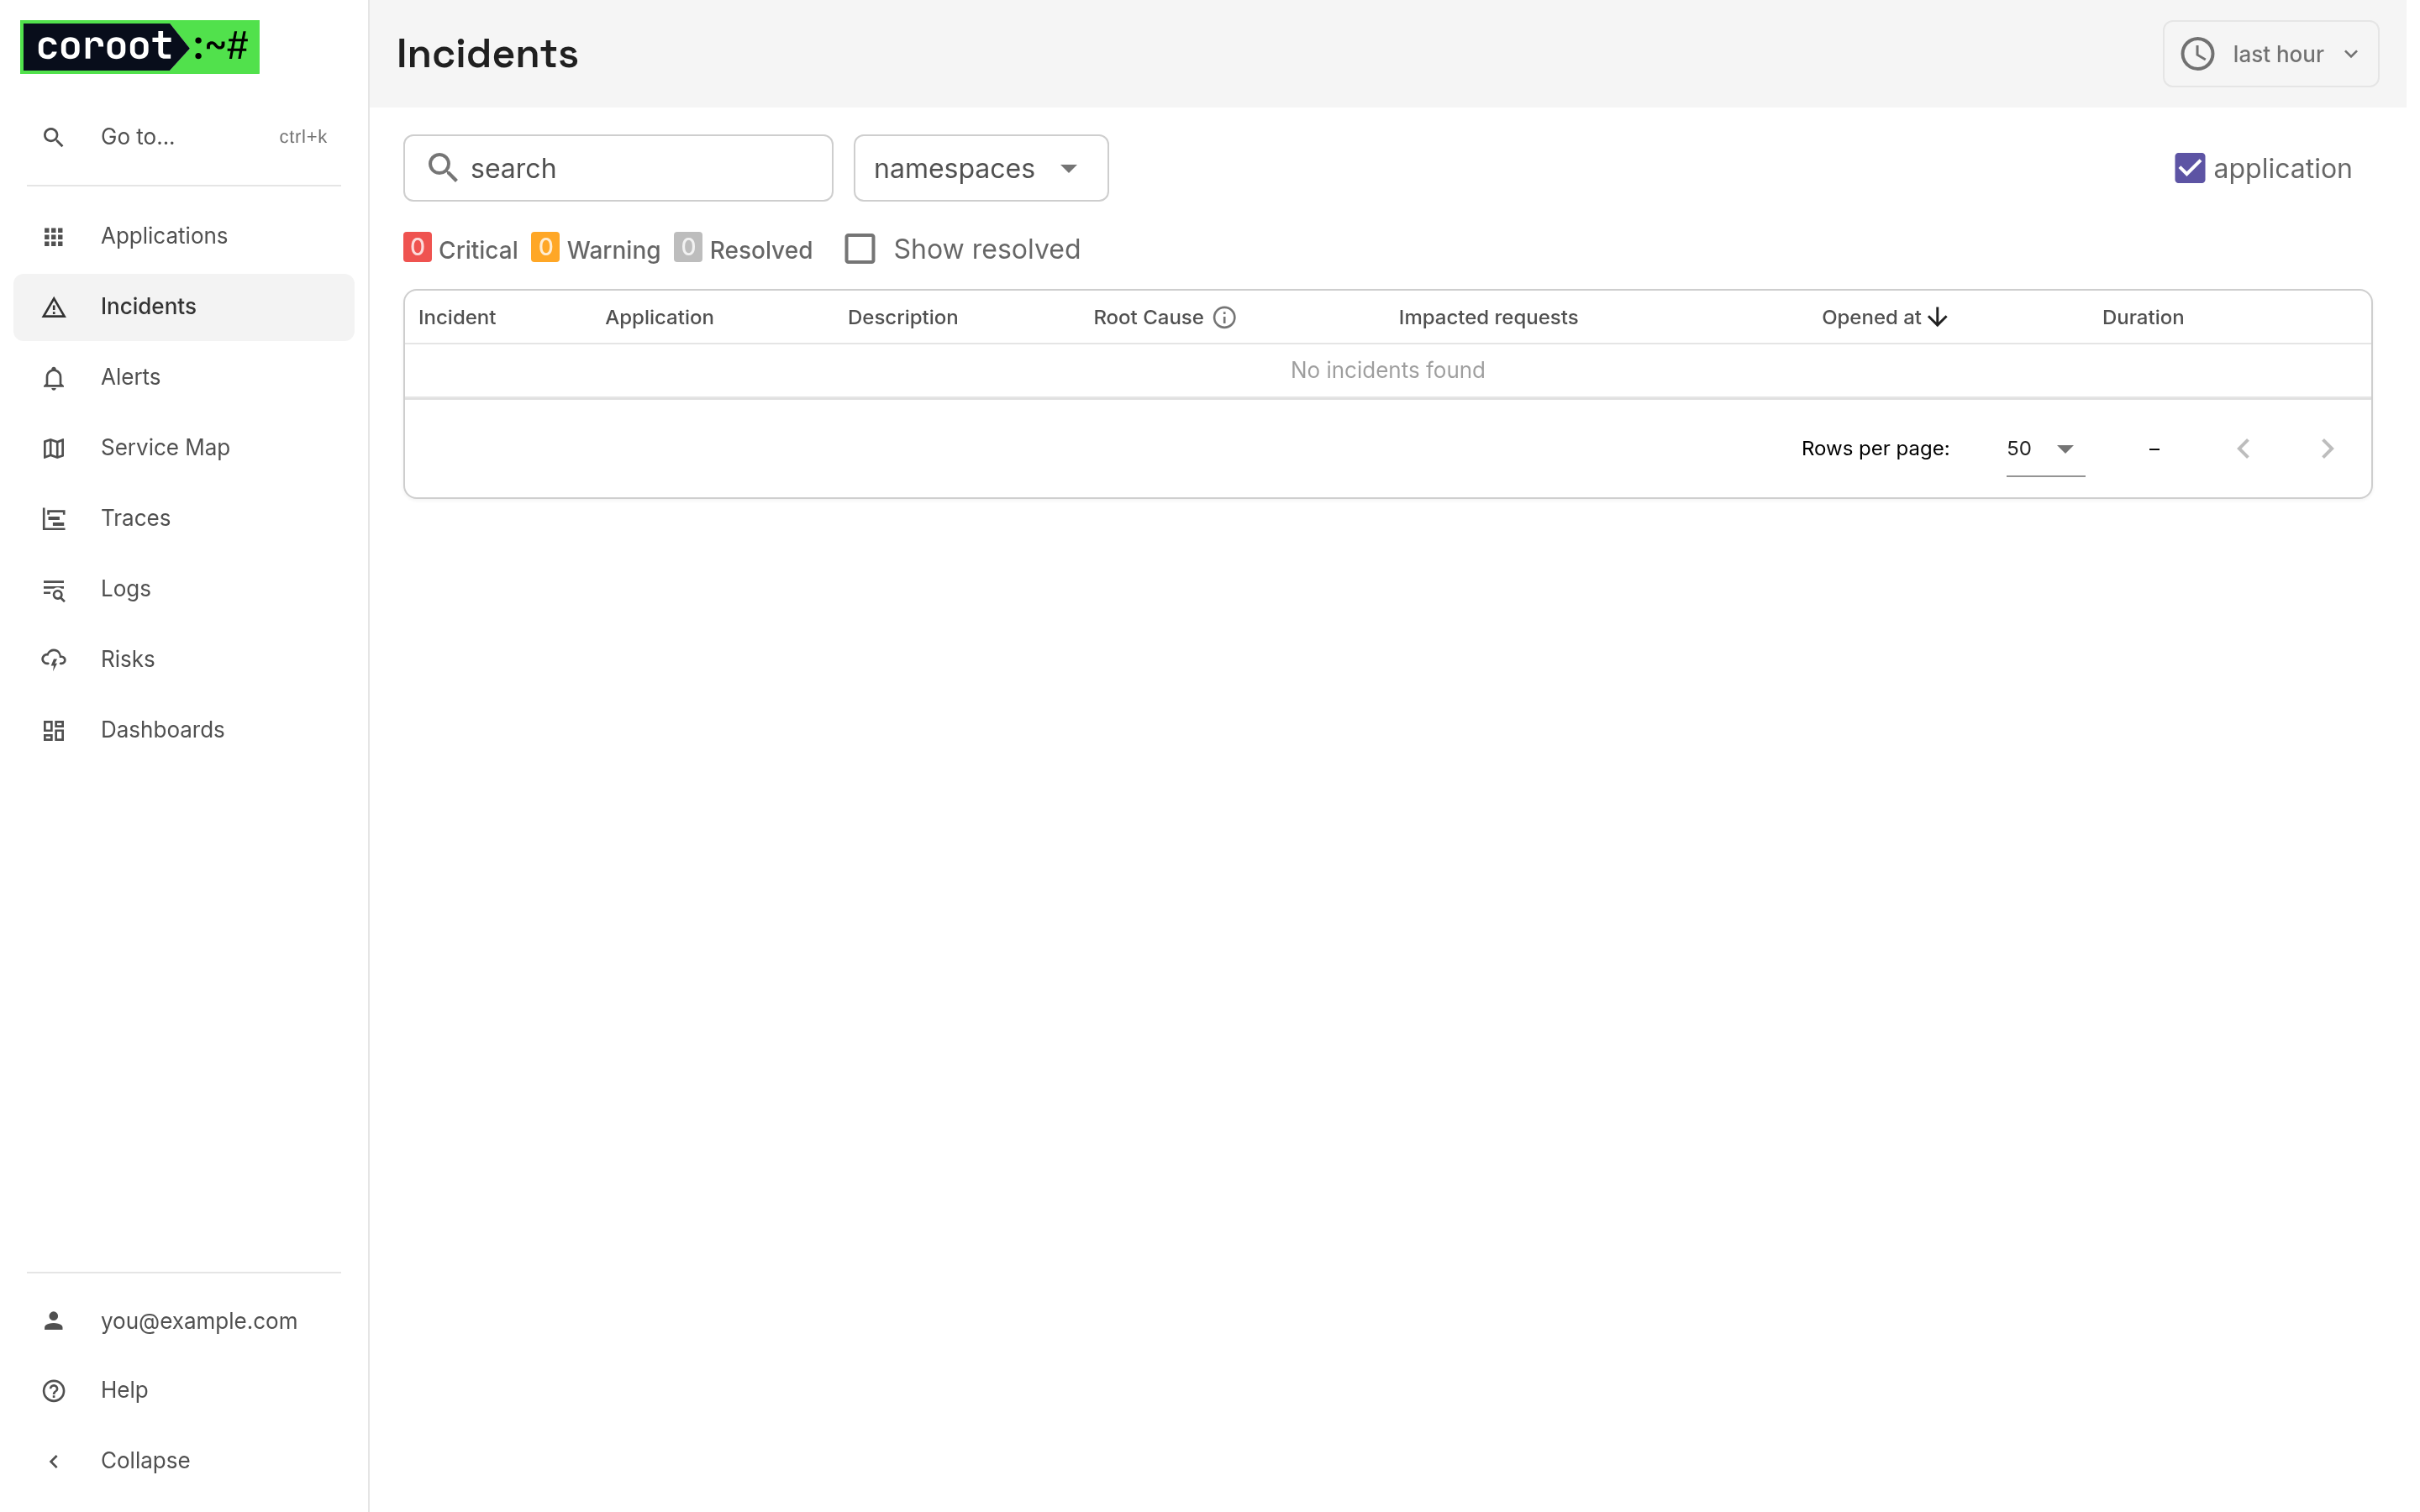 coroot:~#
Incidents
last hour
Go to...
ctrl+k
search
namespaces
application
Applications
0 Critical 0 Warning 0 Resolved Show resolved
Incidents
Incident Application Description Root Cause Impacted requests Opened at Duration
No incidents found
Alerts
Service Map
Rows per page: 50 –
Traces
Logs
Risks
Dashboards
you@example.com
Help
Collapse